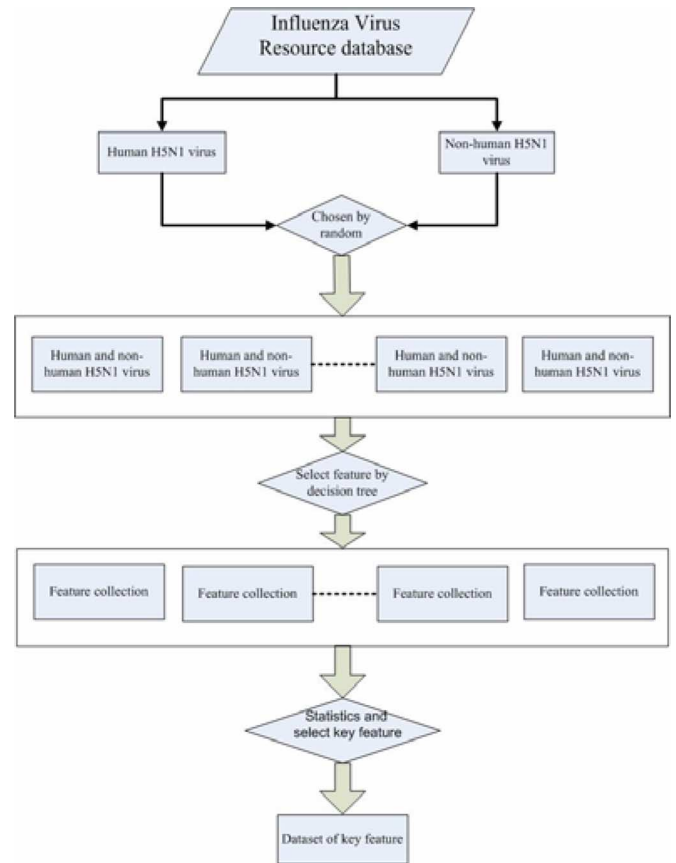 Influenza Virus
Resource database
Human H5N1 virus
Non-human H5N1
virus
Chosen by
random
Human and non-
human H5N1 virus
Human and non-
human H5N1 virus
Human and non-
human H5N1 virus
Human and non-
human H5N1 virus
Select feature by
decision tree
Feature collection
Feature collection
Feature collection
Feature collection
Statistics and
select key feature
Dataset of key feature